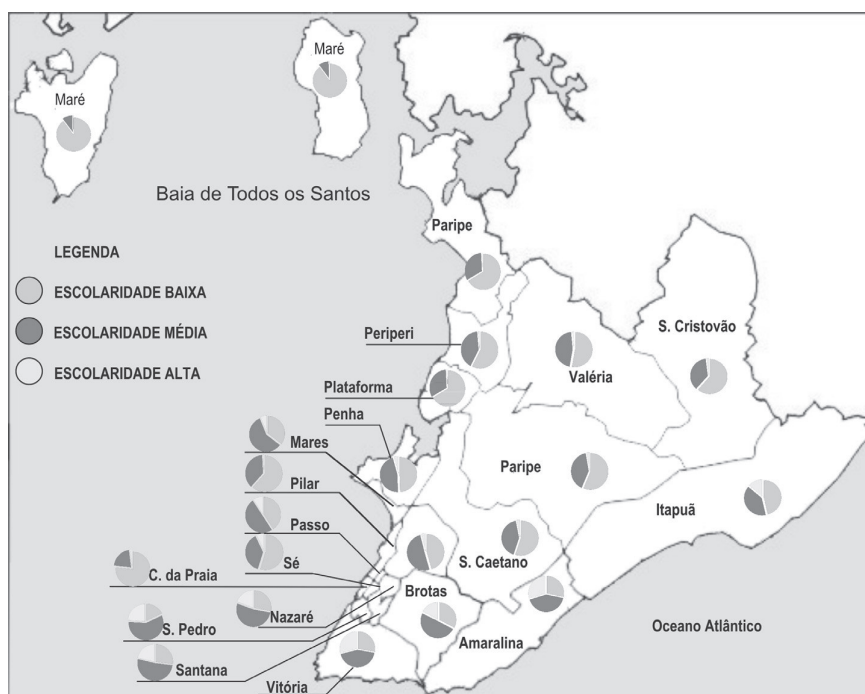 Maré
Maré
Baia de Todos os Santos
LEGENDA
ESCOLARIDADE BAIXA
ESCOLARIDADE MÉDIA
ESCOLARIDADE ALTA
Paripe
S. Cristovão
Periperi
Valéria
Plataforma
Penha
Mares
Paripe
Pilar
Itapuã
Passo
Sé
S. Caetano
C. da Praia
Brotas
Nazaré
S. Pedro
Oceano Atlântico
Amaralina
Santana
Vitória